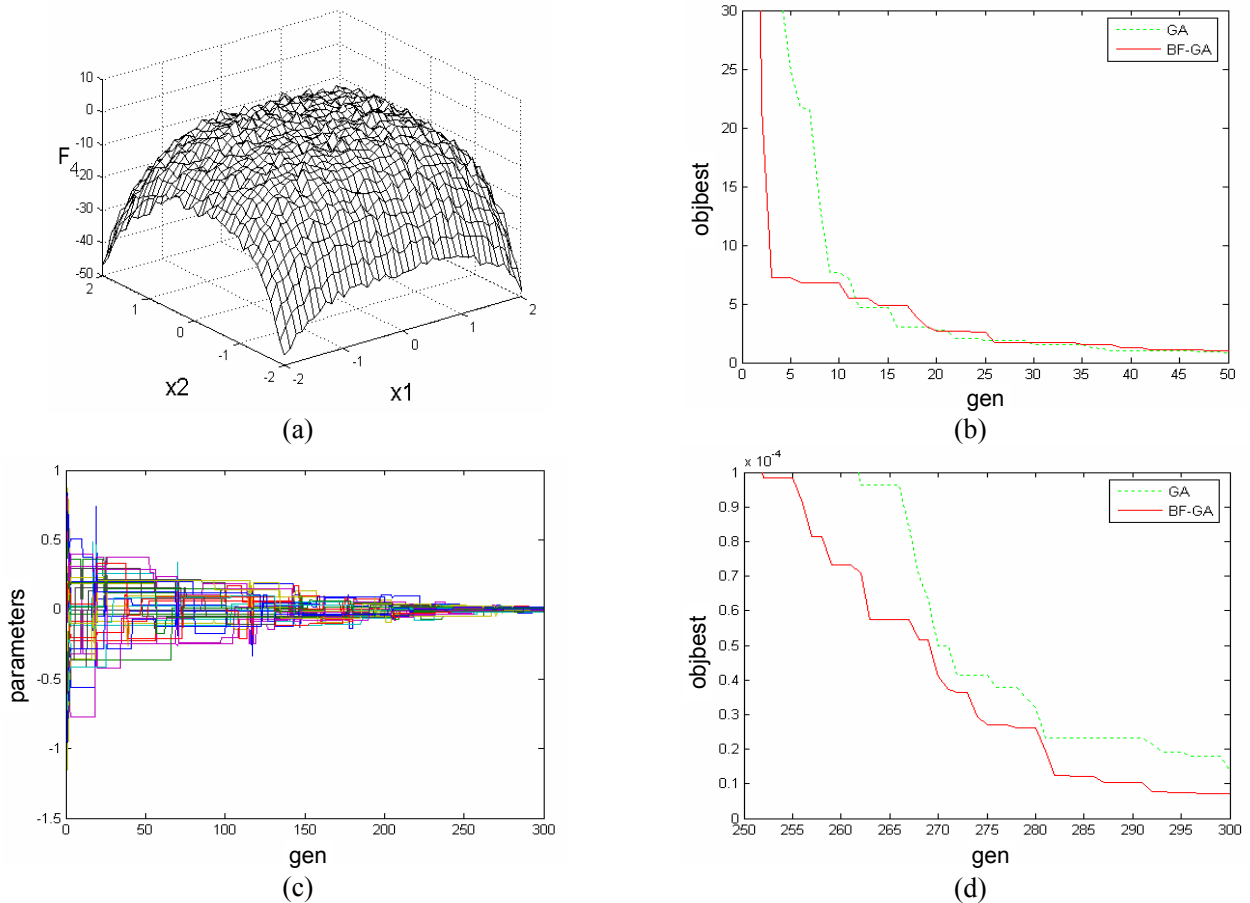 10
0
-10
-20
-30
-40
-50
F4
2
1
0
-1
-2
x2
-2
-1
0
1
2
x1
(a)
30
25
20
15
10
5
0
objbest
GA
BF-GA
0 5 10 15 20 25 30 35 40 45 50
gen
(b)
1
0.5
0
-0.5
-1
-1.5
parameters
0 50 100 150 200 250 300
gen
(c)
x 10^-4
1
0.9
0.8
0.7
0.6
0.5
0.4
0.3
0.2
0.1
0
objbest
GA
BF-GA
250 255 260 265 270 275 280 285 290 295 300
gen
(d)